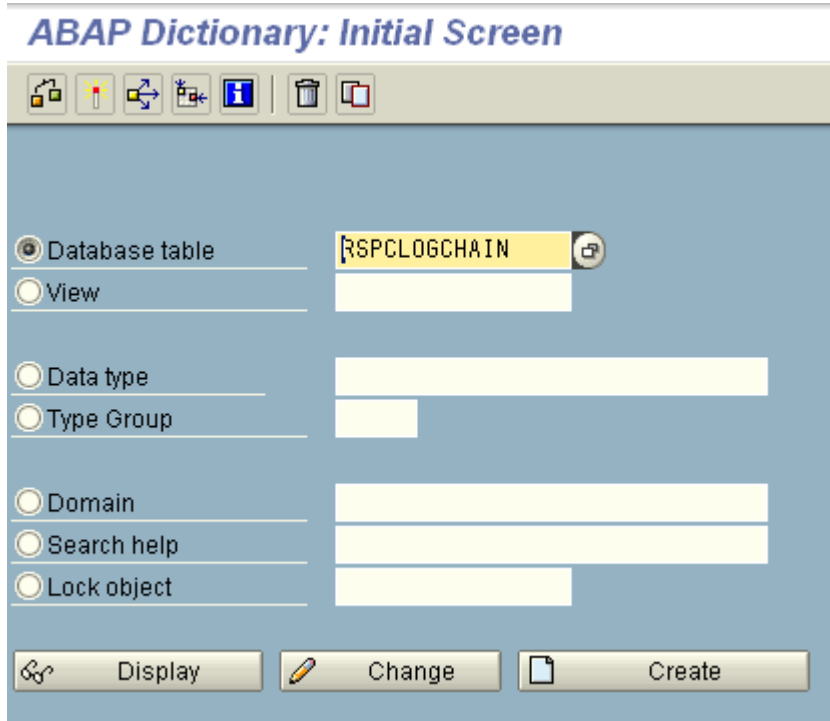 ABAP Dictionary: Initial Screen
Database table RSPCLOGCHAIN
View
Data type
Type Group
Domain
Search help
Lock object
Display Change Create